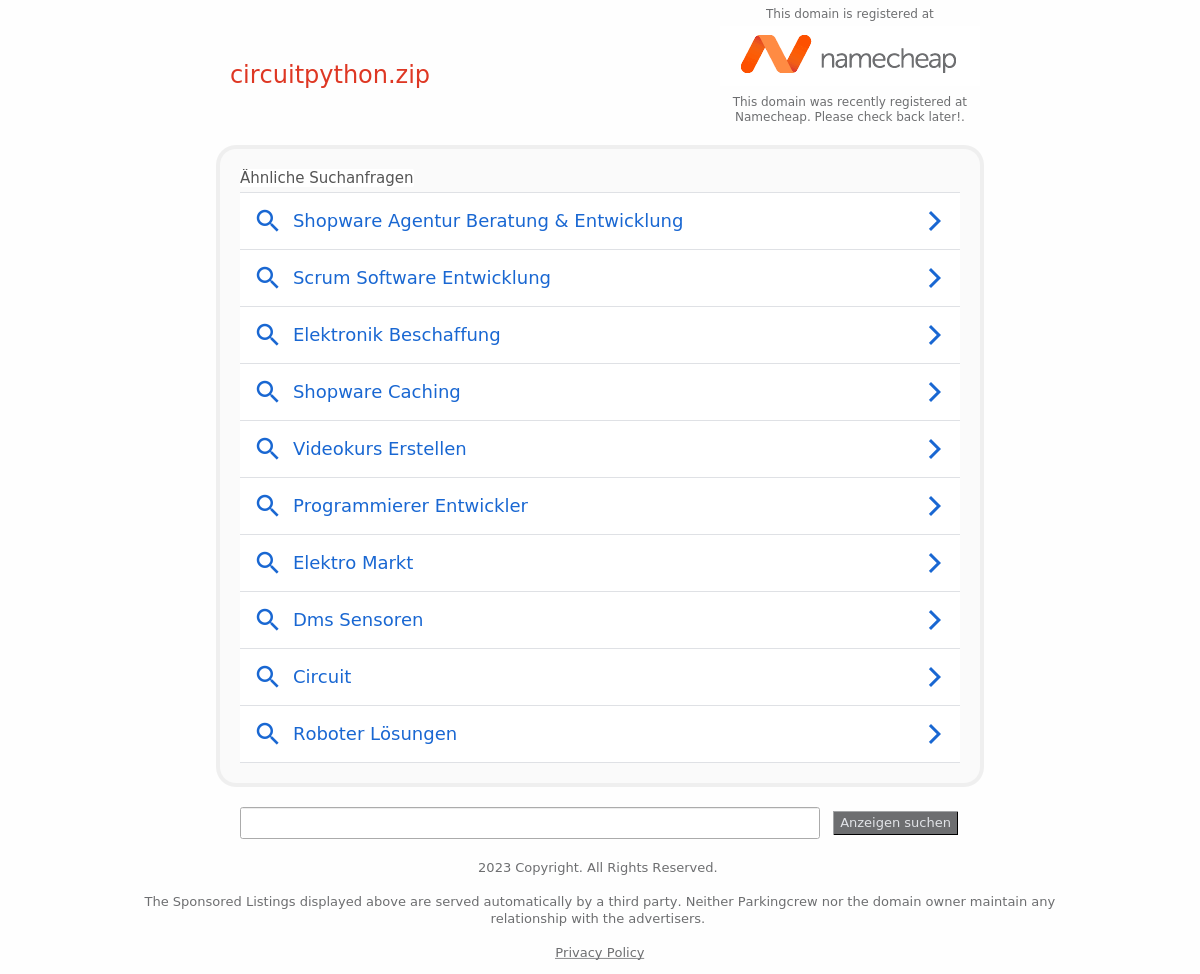 This domain is registered at
namecheap
circuitpython.zip
This domain was recently registered at
Namecheap. Please check back later!.
Ähnliche Suchanfragen
Shopware Agentur Beratung & Entwicklung
Scrum Software Entwicklung
Elektronik Beschaffung
Shopware Caching
Videokurs Erstellen
Programmierer Entwickler
Elektro Markt
Dms Sensoren
Circuit
Roboter Lösungen
Anzeigen suchen
2023 Copyright. All Rights Reserved.
The Sponsored Listings displayed above are served automatically by a third party. Neither Parkingcrew nor the domain owner maintain any
relationship with the advertisers.
Privacy Policy